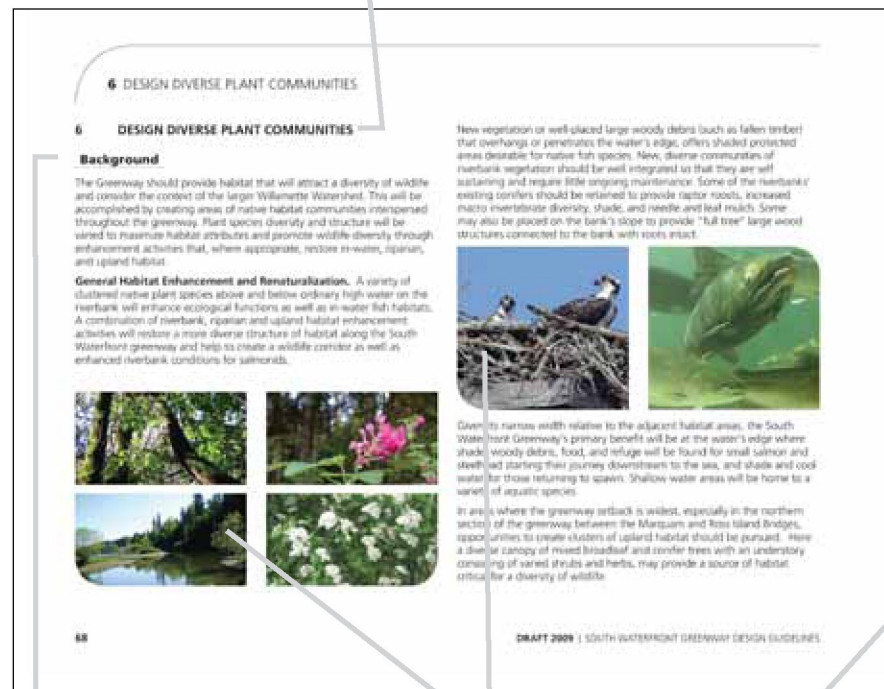 6 DESIGN DIVERSE PLANT COMMUNITIES
6 DESIGN DIVERSE PLANT COMMUNITIES
Background
The Greenway should provide habitat that will attract a diversity of wildlife
and consider the context of the larger Willamette Watershed. This will be
accomplished by creating areas of native habitat communities interspersed
throughout the greenway. Plant species diversity and structure will be
varied to maximize habitat attributes and promote wildlife diversity through
enhancement activities that, where appropriate, restore in-water, riparian,
and upland habitat.
General Habitat Enhancement and Renaturalization. A variety of
clustered native plant species above and below ordinary high water on the
riverbank will enhance ecological functions as well as in-water fish habitats.
A combination of riverbank, riparian and upland habitat enhancement
activities will restore a more diverse structure of habitat along the South
Waterfront greenway and help to create a wildlife corridor as well as
enhanced riverbank conditions for salmonids.
New vegetation or well-placed large woody debris (such as fallen timber)
that overhangs or penetrates the water's edge, offers shaded protected
areas desirable for native fish species. New, diverse communities of
riverbank vegetation should be well integrated so that they are self
sustaining and require little ongoing maintenance. Some of the riverbanks'
existing conifers should be retained to provide raptor roosts, increased
macro invertebrate diversity, shade, and needle and leaf mulch. Some
may also be placed on the bank's slope to provide "full tree" large wood
structures connected to the bank with roots intact.
Given its narrow width relative to the adjacent habitat areas, the South
Waterfront Greenway's primary benefit will be at the water's edge where
shade, woody debris, food, and refuge will be found for small salmon and
steelhead starting their journey downstream to the sea, and shade and cool
water for those returning to spawn. Shallow water areas will be home to a
variety of aquatic species.
In areas where the greenway setback is widest, especially in the northern
section of the greenway between the Marquam and Ross Island Bridges,
opportunities to create clusters of upland habitat should be pursued. Here
a diverse canopy of mixed broadleaf and conifer trees with an understory
consisting of varied shrubs and herbs, may provide a source of habitat
critical for a diversity of wildlife.
68
DRAFT 2009 | SOUTH WATERFRONT GREENWAY DESIGN GUIDELINES